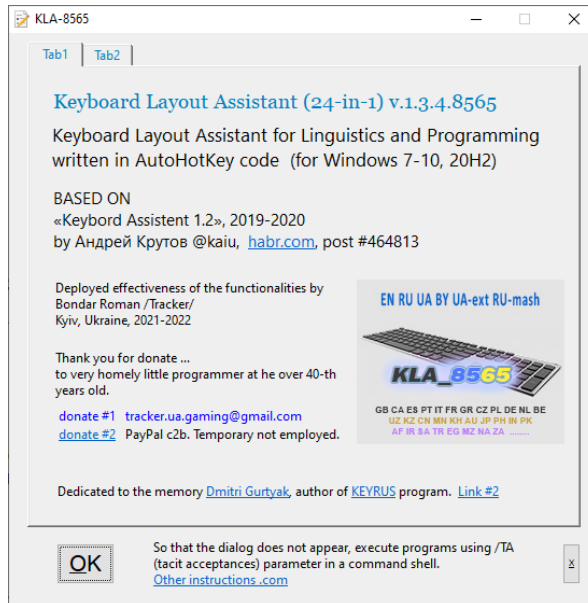 KLA-8565
Tab1 Tab2
Keyboard Layout Assistant (24-in-1) v.1.3.4.8565
Keyboard Layout Assistant for Linguistics and Programming
written in AutoHotKey code (for Windows 7-10, 20H2)
BASED ON
«Keybord Assistent 1.2», 2019-2020
by Андрей Крутов @kaiu, habr.com, post #464813
Deployed effectiveness of the functionalities by
Bondar Roman /Tracker/
Kyiv, Ukraine, 2021-2022
Thank you for donate ...
to very homely little programmer at he over 40-th
years old.
donate #1 tracker.ua.gaming@gmail.com
donate #2 PayPal c2b. Temporary not employed.
EN RU UA BY UA-ext RU-mash
KLA_8565
GB CA ES PT IT FR GR CZ PL DE NL BE
UZ KZ CN MN KH AU JP PH IN PK
AF IR SA TR EG MZ NA ZA ........
Dedicated to the memory Dmitri Gurtyak, author of KEYRUS program. Link #2
OK
So that the dialog does not appear, execute programs using /TA
(tacit acceptances) parameter in a command shell.
Other instructions .com
x